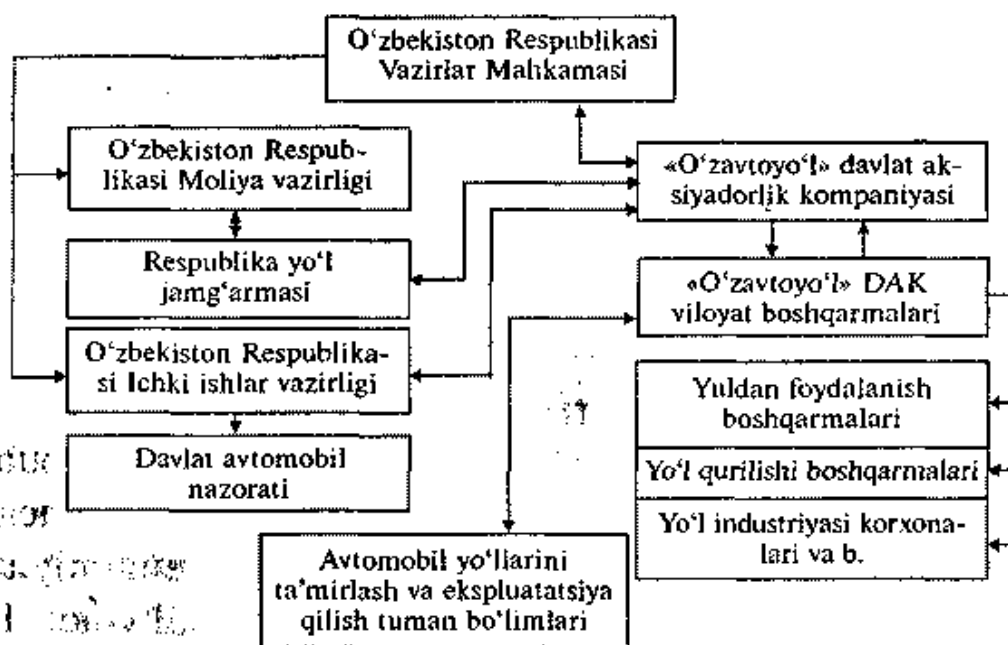 O‘zbekiston Respublikasi
Vazirlar Mahkamasi
O‘zbekiston Respub-
likasi Moliya vazirligi
«O‘zavtoyo‘l» davlat ak-
siyadorlik kompaniyasi
Respublika yo‘l
jamg‘armasi
«O‘zavtoyo‘l» DAK
viloyat boshqarmalari
O‘zbekiston Respublika-
si Ichki ishlar vazirligi
Yuldan foydalanish
boshqarmalari
Davlat avtomobil
nazorati
Yo‘l qurilishi boshqarmalari
Yo‘l industriyasi korxona-
lari va b.
Avtomobil yo‘llarini
ta’mirlash va ekspluatatsiya
qilish tuman bo‘limlari